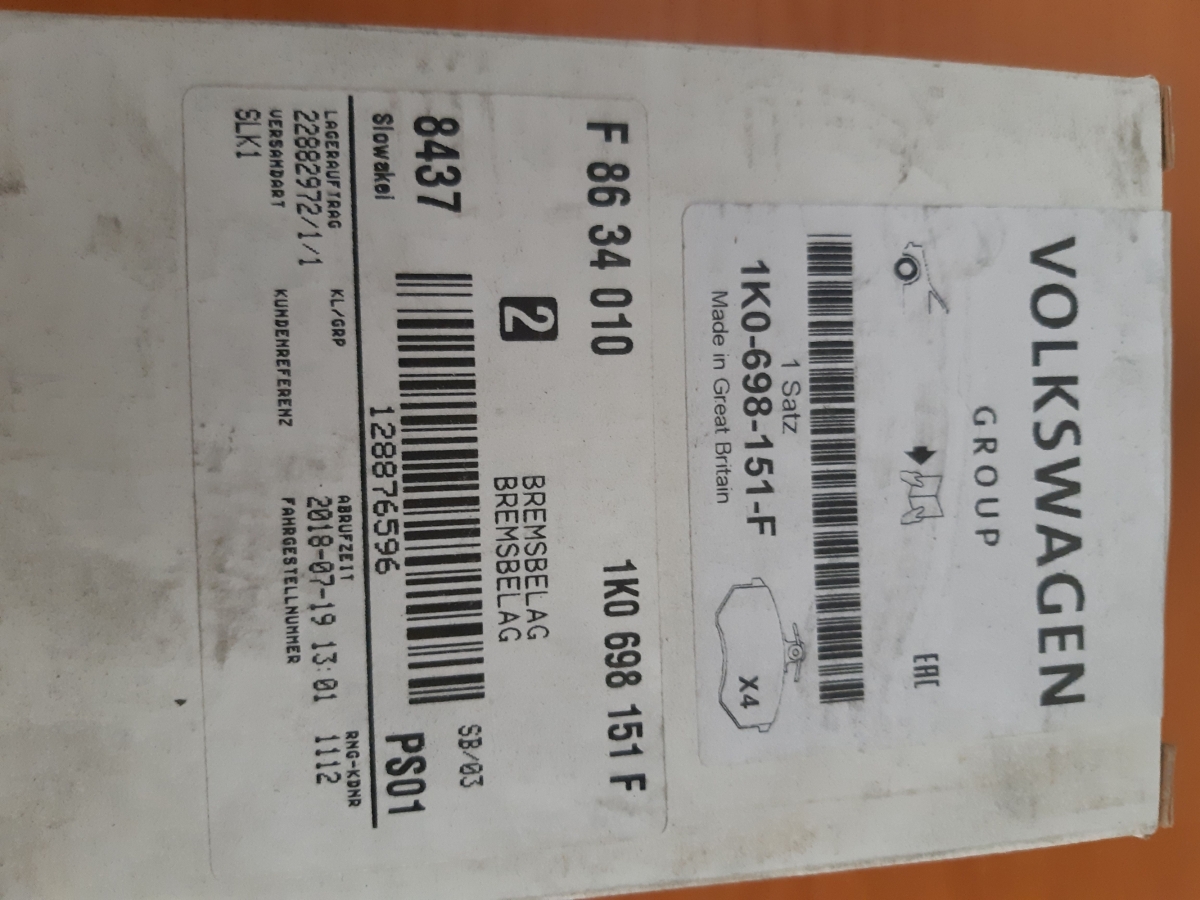 VOLKSWAGEN
GROUP
EAC
1 Satz
1K0-698-151-F
Made in Great Britain
X4
F 86 34 010
1K0 698 151 F
2
BREMSBELAG
BREMSBELAG
8437
SB/03
Slowakei
128876596
PS01
LAGERAUFTRAG
KL/GRP
ABRUFZEIT
RNG-KDNR
22882972/1/1
2018-07-19 13:01
1112
VERSANDART
KUNDENREFERENZ
FAHRGESTELLNUMMER
SLK1